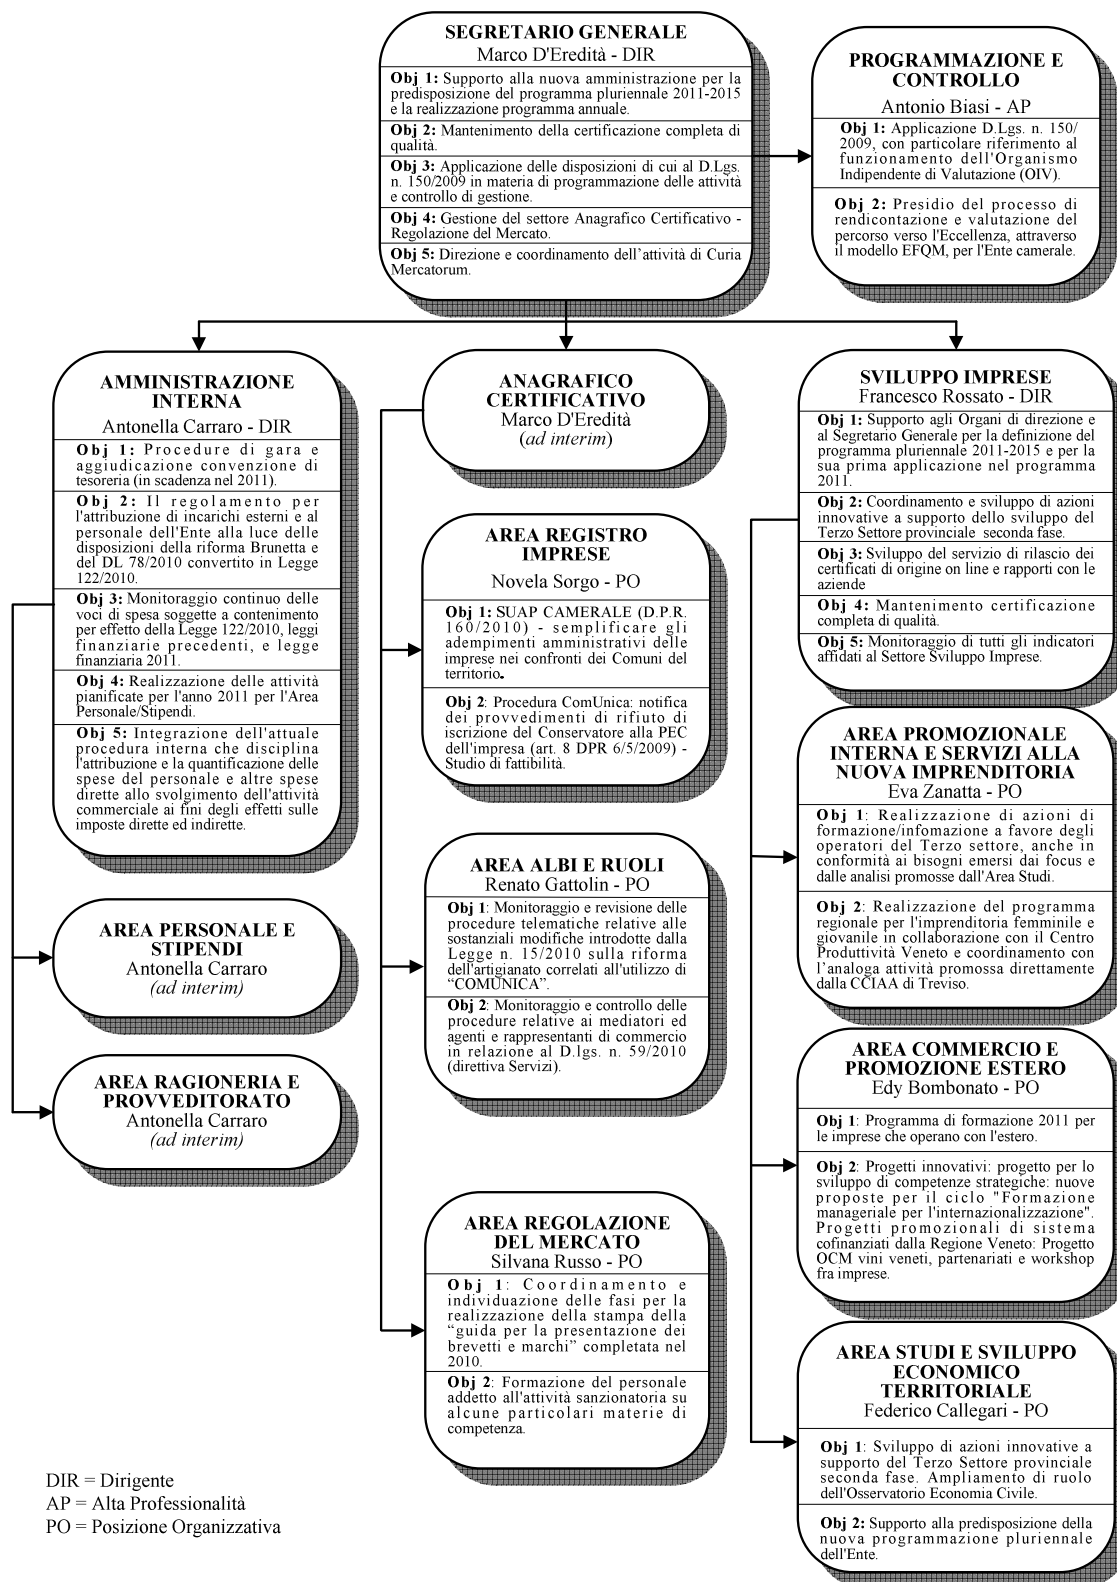 SEGRETARIO GENERALE
Marco D'Eredità - DIR
Obj 1: Supporto alla nuova amministrazione per la
predisposizione del programma pluriennale 2011-2015
e la realizzazione programma annuale.
Obj 2: Mantenimento della certificazione completa di
qualità.
Obj 3: Applicazione delle disposizioni di cui al D.Lgs.
n. 150/2009 in materia di programmazione delle attività
e controllo di gestione.
Obj 4: Gestione del settore Anagrafico Certificativo -
Regolazione del Mercato.
Obj 5: Direzione e coordinamento dell'attività di Curia
Mercatorum.
PROGRAMMAZIONE E
CONTROLLO
Antonio Biasi - AP
Obj 1: Applicazione D.Lgs. n. 150/
2009, con particolare riferimento al
funzionamento dell'Organismo
Indipendente di Valutazione (OIV).
Obj 2: Presidio del processo di
rendicontazione e valutazione del
percorso verso l'Eccellenza, attraverso
il modello EFQM, per l'Ente camerale.
AMMINISTRAZIONE
INTERNA
Antonella Carraro - DIR
Obj 1: Procedure di gara e
aggiudicazione convenzione di
tesoreria (in scadenza nel 2011).
Obj 2: Il regolamento per
l'attribuzione di incarichi esterni e al
personale dell'Ente alla luce delle
disposizioni della riforma Brunetta e
del DL 78/2010 convertito in Legge
122/2010.
Obj 3: Monitoraggio continuo delle
voci di spesa soggette a contenimento
per effetto della Legge 122/2010, leggi
finanziarie precedenti, e legge
finanziaria 2011.
Obj 4: Realizzazione delle attività
pianificate per l'anno 2011 per l'Area
Personale/Stipendi.
Obj 5: Integrazione dell'attuale
procedura interna che disciplina
l'attribuzione e la quantificazione delle
spese del personale e altre spese
dirette allo svolgimento dell'attività
commerciale ai fini degli effetti sulle
imposte dirette ed indirette.
AREA PERSONALE E
STIPENDI
Antonella Carraro
(ad interim)
AREA RAGIONERIA E
PROVVEDITORATO
Antonella Carraro
(ad interim)
ANAGRAFICO
CERTIFICATIVO
Marco D'Eredità
(ad interim)
AREA REGISTRO
IMPRESE
Novela Sorgo - PO
Obj 1: SUAP CAMERALE (D.P.R.
160/2010) - semplificare gli
adempimenti amministrativi delle
imprese nei confronti dei Comuni del
territorio.
Obj 2: Procedura ComUnica: notifica
dei provvedimenti di rifiuto di
iscrizione del Conservatore alla PEC
dell'impresa (art. 8 DPR 6/5/2009) -
Studio di fattibilità.
AREA ALBI E RUOLI
Renato Gattolin - PO
Obj 1: Monitoraggio e revisione delle
procedure telematiche relative alle
sostanziali modifiche introdotte dalla
Legge n. 15/2010 sulla riforma
dell'artigianato correlati all'utilizzo di
“COMUNICA”.
Obj 2: Monitoraggio e controllo delle
procedure relative ai mediatori ed
agenti e rappresentanti di commercio
in relazione al D.lgs. n. 59/2010
(direttiva Servizi).
AREA REGOLAZIONE
DEL MERCATO
Silvana Russo - PO
Obj 1: Coordinamento e
individuazione delle fasi per la
realizzazione della stampa della
“guida per la presentazione dei
brevetti e marchi” completata nel
2010.
Obj 2: Formazione del personale
addetto all'attività sanzionatoria su
alcune particolari materie di
competenza.
SVILUPPO IMPRESE
Francesco Rossato - DIR
Obj 1: Supporto agli Organi di direzione e
al Segretario Generale per la definizione del
programma pluriennale 2011-2015 e per la
sua prima applicazione nel programma
2011.
Obj 2: Coordinamento e sviluppo di azioni
innovative a supporto dello sviluppo del
Terzo Settore provinciale seconda fase.
Obj 3: Sviluppo del servizio di rilascio dei
certificati di origine on line e rapporti con le
aziende
Obj 4: Mantenimento certificazione
completa di qualità.
Obj 5: Monitoraggio di tutti gli indicatori
affidati al Settore Sviluppo Imprese.
AREA PROMOZIONALE
INTERNA E SERVIZI ALLA
NUOVA IMPRENDITORIA
Eva Zanatta - PO
Obj 1: Realizzazione di azioni di
formazione/infomazione a favore degli
operatori del Terzo settore, anche in
conformità ai bisogni emersi dai focus e
dalle analisi promosse dall'Area Studi.
Obj 2: Realizzazione del programma
regionale per l'imprenditoria femminile e
giovanile in collaborazione con il Centro
Produttività Veneto e coordinamento con
l’analoga attività promossa direttamente
dalla CCIAA di Treviso.
AREA COMMERCIO E
PROMOZIONE ESTERO
Edy Bombonato - PO
Obj 1: Programma di formazione 2011 per
le imprese che operano con l'estero.
Obj 2: Progetti innovativi: progetto per lo
sviluppo di competenze strategiche: nuove
proposte per il ciclo "Formazione
manageriale per l'internazionalizzazione".
Progetti promozionali di sistema
cofinanziati dalla Regione Veneto: Progetto
OCM vini veneti, partenariati e workshop
fra imprese.
AREA STUDI E SVILUPPO
ECONOMICO
TERRITORIALE
Federico Callegari - PO
Obj 1: Sviluppo di azioni innovative a
supporto del Terzo Settore provinciale
seconda fase. Ampliamento di ruolo
dell'Osservatorio Economia Civile.
Obj 2: Supporto alla predisposizione della
nuova programmazione pluriennale
dell'Ente.
DIR = Dirigente
AP = Alta Professionalità
PO = Posizione Organizzativa